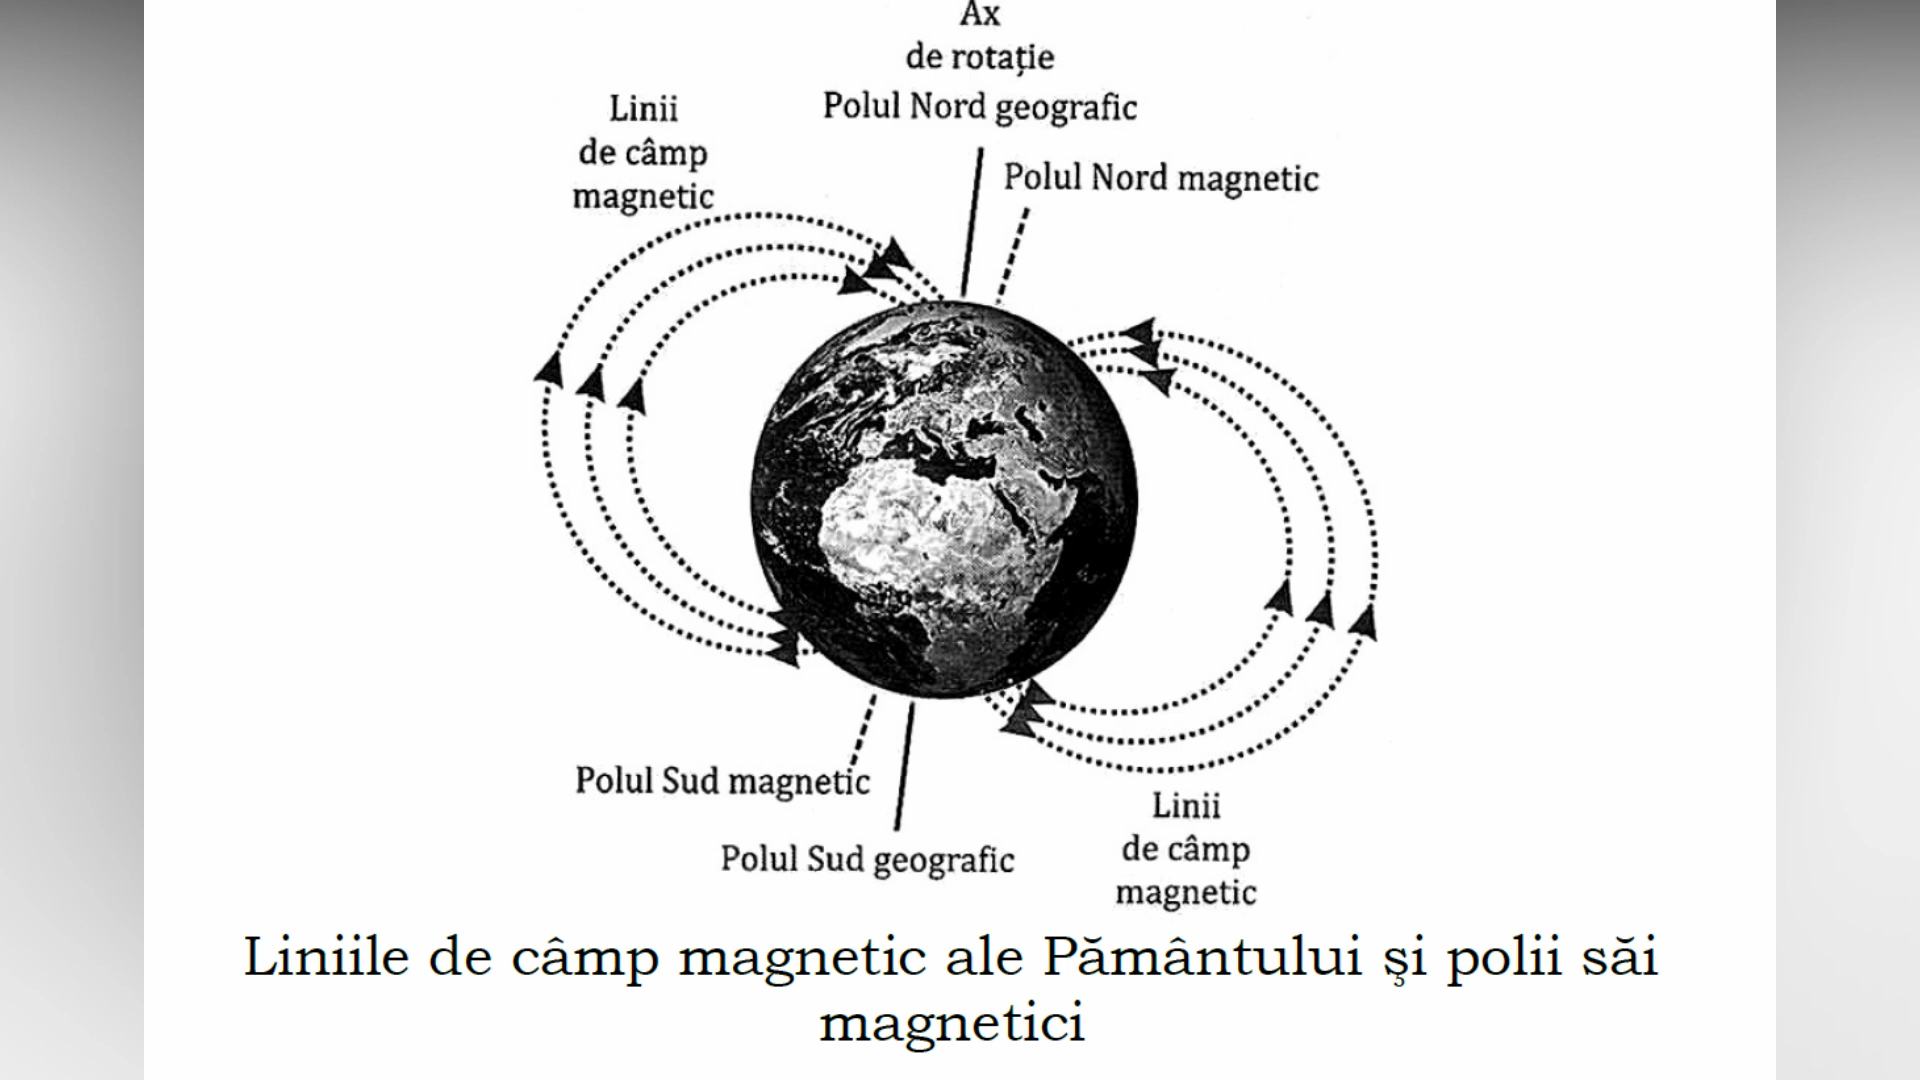 Ax
de rotație
Polul Nord geografic
Linii
de câmp
magnetic
Polul Nord magnetic
Polul Sud magnetic
Polul Sud geografic
Linii
de câmp
magnetic
Liniile de câmp magnetic ale Pământului şi polii săi
magnetici